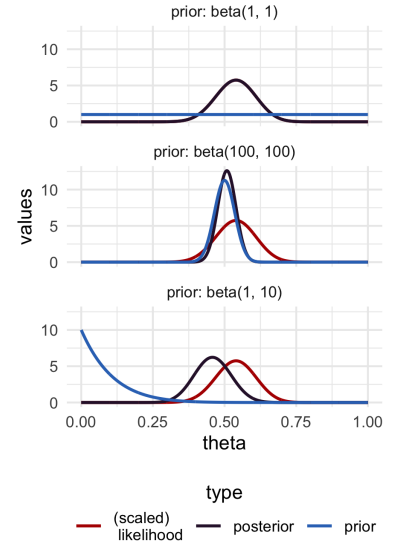 prior: beta(1, 1)
10
5
0
prior: beta(100, 100)
10
5
0
values
prior: beta(1, 10)
10
5
0
0.00 0.25 0.50 0.75 1.00
theta
type
(scaled)
likelihood posterior prior